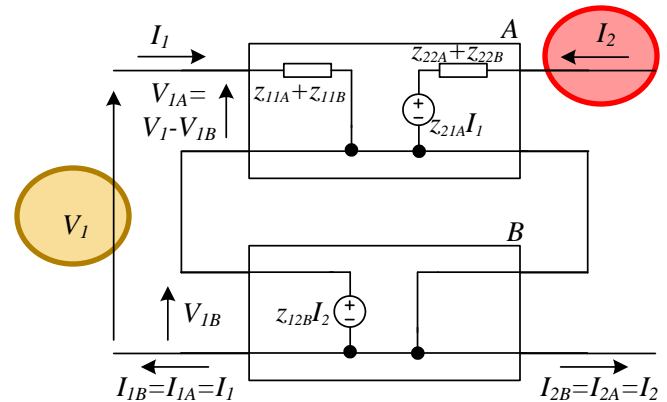 I1 A I2
z22A+z22B
V1A=
V1-V1B
z11A+z11B
+
−
z21AI1
V1
B
V1B
z12BI2
+
−
I1B=I1A=I1
I2B=I2A=I2